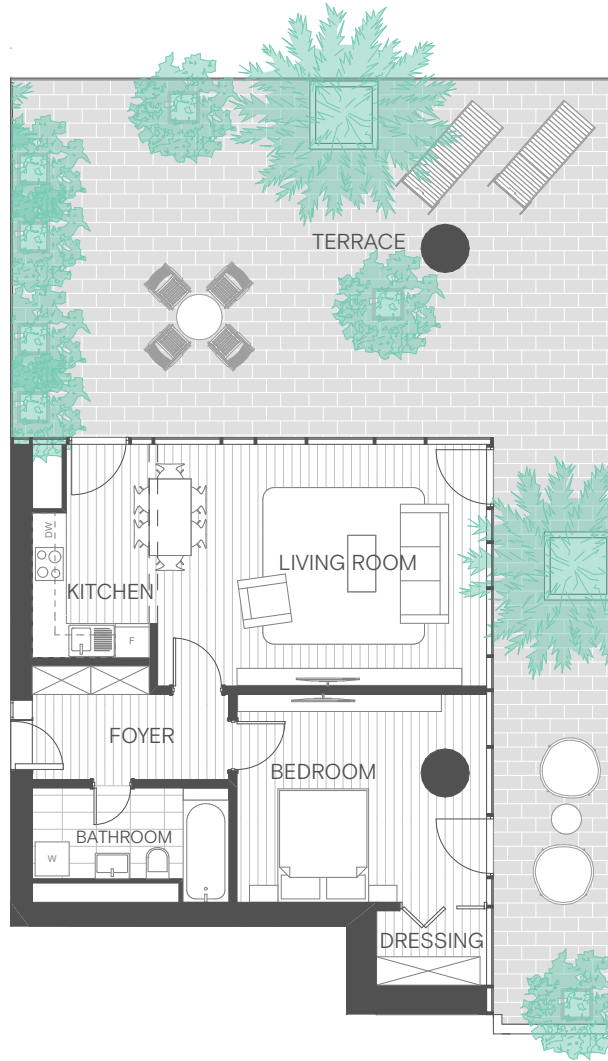 TERRACE
DW
LIVING ROOM
KITCHEN
F
FOYER
BEDROOM
BATHROOM
W
DRESSING